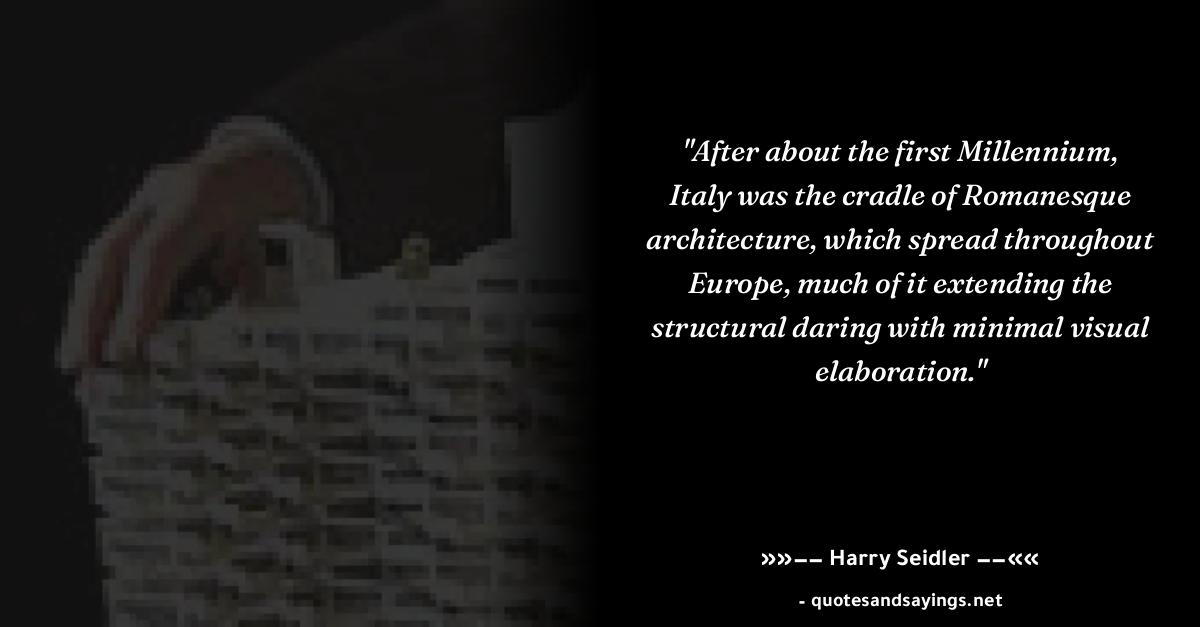 "After about the first Millennium,
Italy was the cradle of Romanesque
architecture, which spread throughout
Europe, much of it extending the
structural daring with minimal visual
elaboration."
»»–– Harry Seidler ––««
- quotesandsayings.net